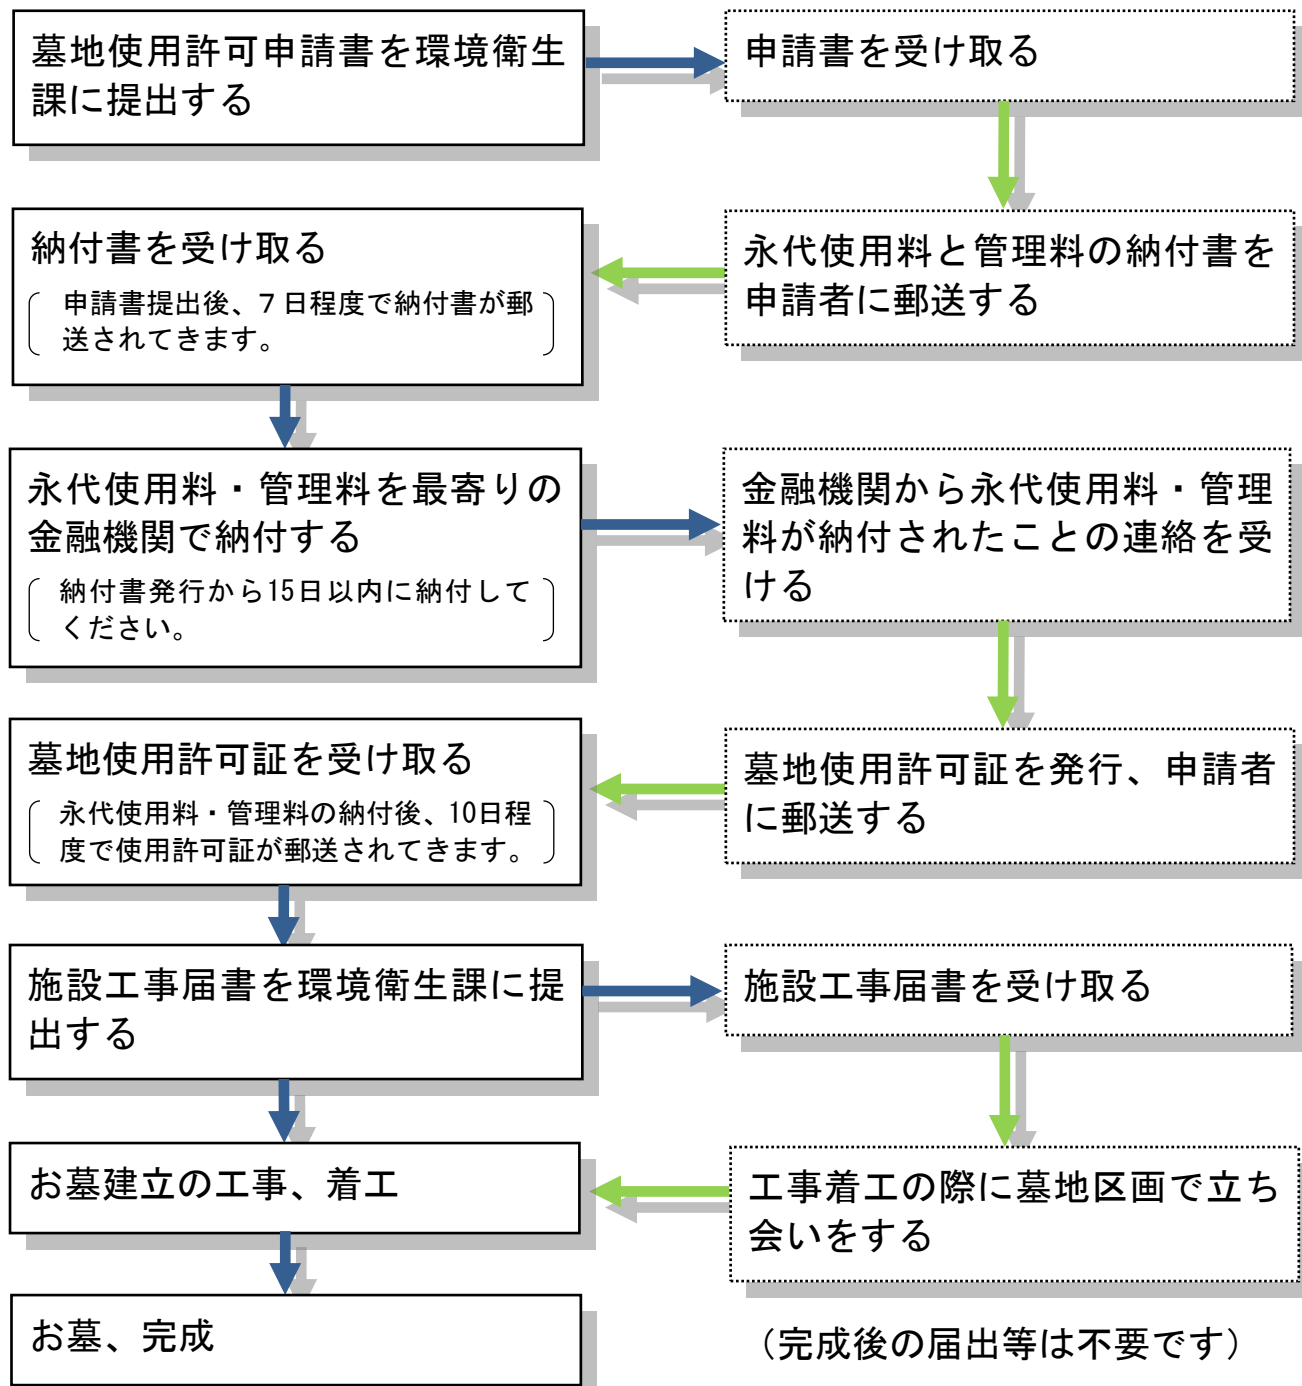 墓地使用許可申請書を環境衛生
課に提出する
申請書を受け取る
納付書を受け取る
申請書提出後、７日程度で納付書が郵
送されてきます。
永代使用料と管理料の納付書を
申請者に郵送する
永代使用料・管理料を最寄りの
金融機関で納付する
納付書発行から15日以内に納付して
ください。
金融機関から永代使用料・管理
料が納付されたことの連絡を受
ける
墓地使用許可証を受け取る
永代使用料・管理料の納付後、10日程
度で使用許可証が郵送されてきます。
墓地使用許可証を発行、申請者
に郵送する
施設工事届書を環境衛生課に提
出する
施設工事届書を受け取る
お墓建立の工事、着工
工事着工の際に墓地区画で立ち
会いをする
お墓、完成
（完成後の届出等は不要です）